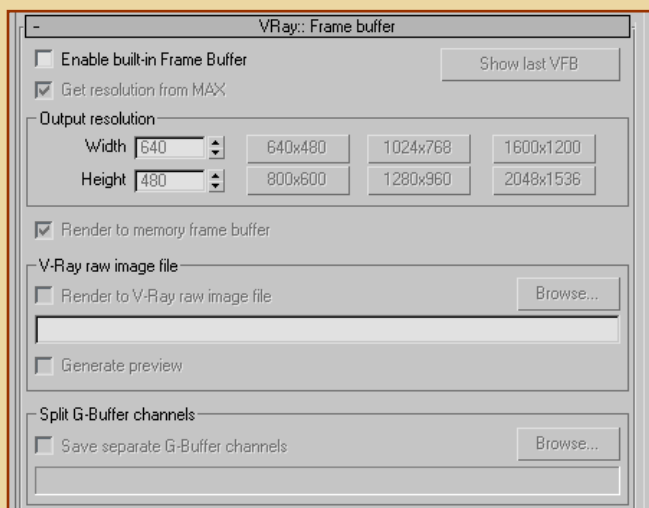 - VRay:: Frame buffer
Enable built-in Frame Buffer Show last VFB
Get resolution from MAX
Output resolution
Width 640 640x480 1024x768 1600x1200
Height 480 800x600 1280x960 2048x1536
Render to memory frame buffer
V-Ray raw image file
Render to V-Ray raw image file Browse...
Generate preview
Split G-Buffer channels
Save separate G-Buffer channels Browse...